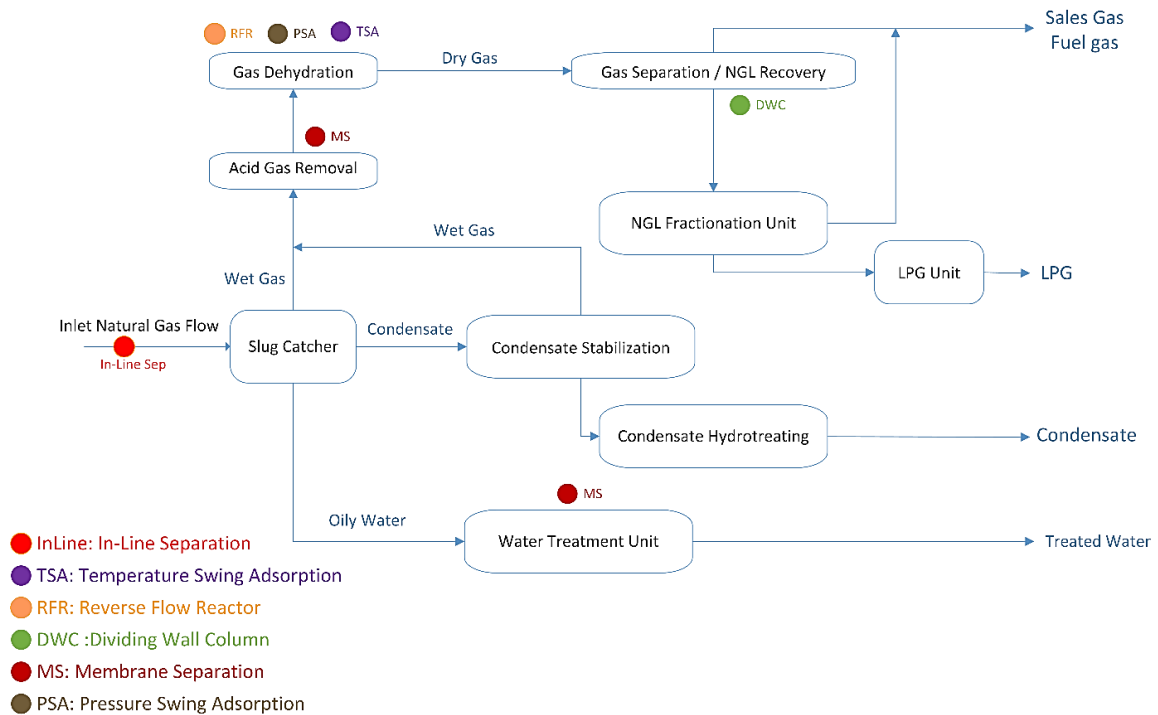 Sales Gas
Fuel gas
RFR
PSA
TSA
Gas Dehydration
Dry Gas
Gas Separation / NGL Recovery
DWC
MS
Acid Gas Removal
NGL Fractionation Unit
Wet Gas
LPG Unit
LPG
Wet Gas
Inlet Natural Gas Flow
In-Line Sep
Slug Catcher
Condensate
Condensate Stabilization
Condensate Hydrotreating
Condensate
MS
Oily Water
Water Treatment Unit
Treated Water
InLine: In-Line Separation
TSA: Temperature Swing Adsorption
RFR: Reverse Flow Reactor
DWC :Dividing Wall Column
MS: Membrane Separation
PSA: Pressure Swing Adsorption